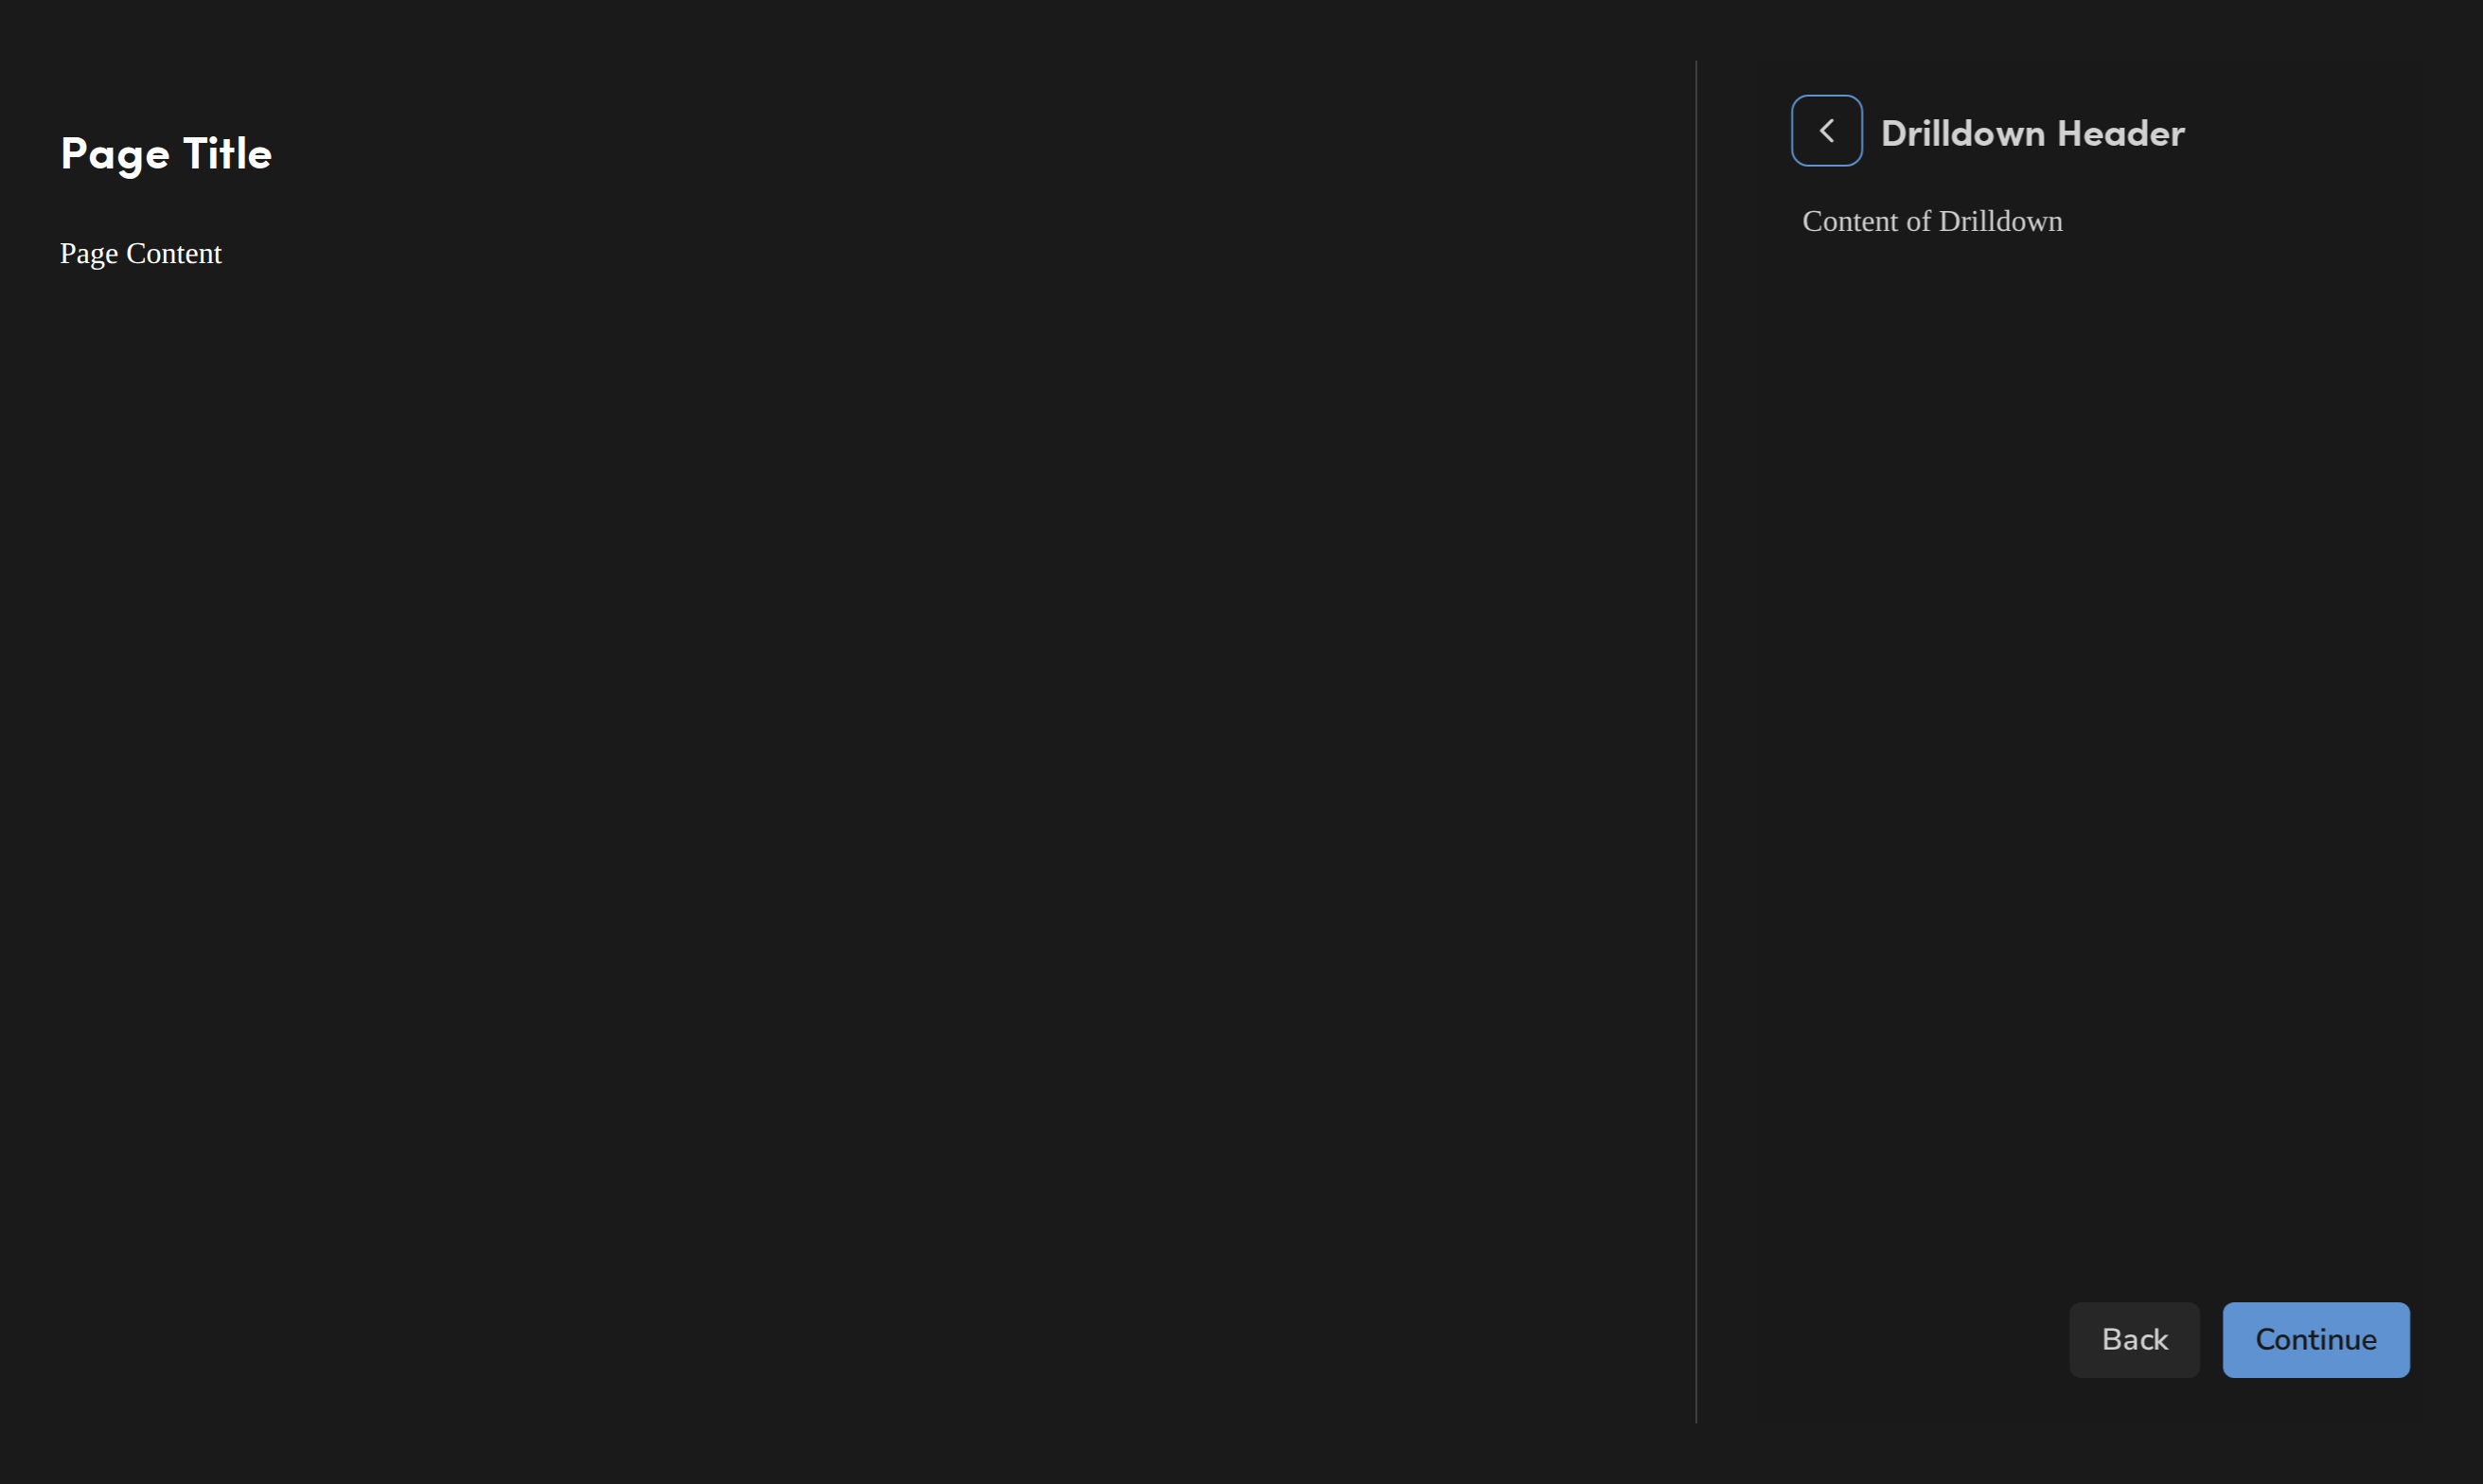 Page Title
Page Content
Drilldown Header
Content of Drilldown
Back
Continue